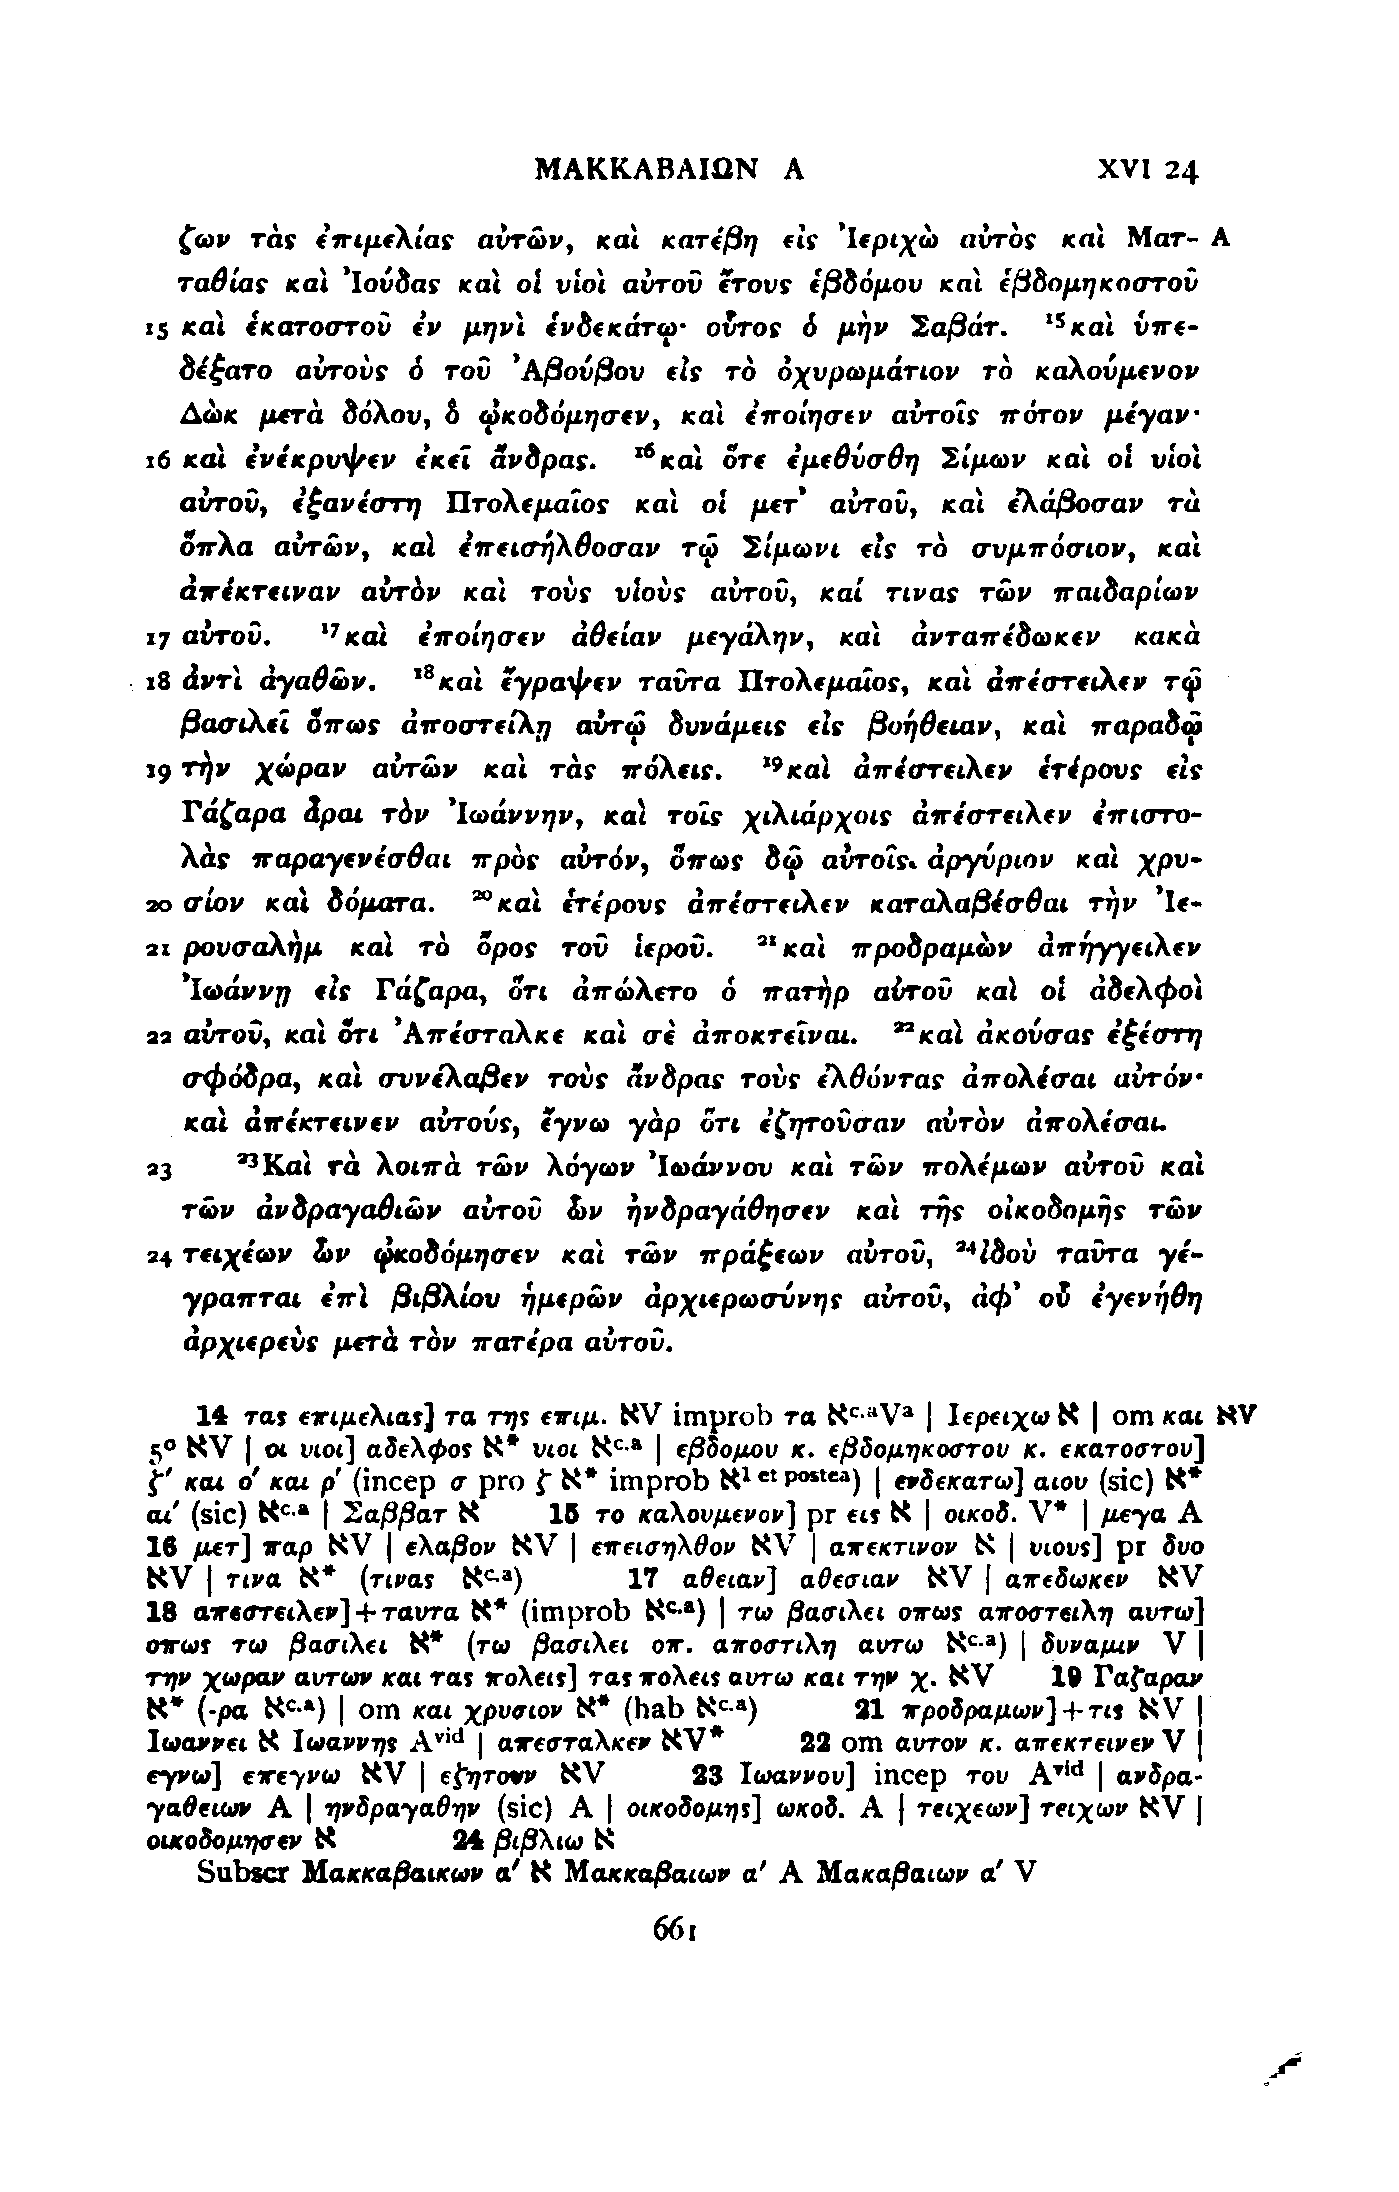 ΜΑΚΚΑΒΑΙΩΝ Α XVI 24
ζων τὰς ἐπιμελίας αὐτῶν, καὶ κατέβη εἰς Ἰεριχὼ αὐτὸς καὶ Ματ- A
ταθίας καὶ Ἰούδας καὶ οἱ υἱοὶ αὐτοῦ ἔτους ἑβδόμου καὶ ἑβδομηκοστοῦ
15 καὶ ἑκατοστοῦ ἐν μηνὶ ἑνδεκάτῳ· οὗτος ὁ μὴν Σαβάτ. ¹⁵καὶ ὑπε-
δέξατο αὐτοὺς ὁ τοῦ Ἀβούβου εἰς τὸ ὀχυρωμάτιον τὸ καλούμενον
Δὼκ μετὰ δόλου, ὃ ᾠκοδόμησεν, καὶ ἐποίησεν αὐτοῖς πότον μέγαν·
16 καὶ ἐνέκρυψεν ἐκεῖ ἄνδρας. ¹⁶καὶ ὅτε ἐμεθύσθη Σίμων καὶ οἱ υἱοὶ
αὐτοῦ, ἐξανέστη Πτολεμαῖος καὶ οἱ μετ᾽ αὐτοῦ, καὶ ἐλάβοσαν τὰ
ὅπλα αὐτῶν, καὶ ἐπεισήλθοσαν τῷ Σίμωνι εἰς τὸ συμπόσιον, καὶ
ἀπέκτειναν αὐτὸν καὶ τοὺς υἱοὺς αὐτοῦ, καί τινας τῶν παιδαρίων
17 αὐτοῦ. ¹⁷καὶ ἐποίησεν ἀθείαν μεγάλην, καὶ ἀνταπέδωκεν κακὰ
18 ἀντὶ ἀγαθῶν. ¹⁸καὶ ἔγραψεν ταῦτα Πτολεμαῖος, καὶ ἀπέστειλεν τῷ
βασιλεῖ ὅπως ἀποστείλῃ αὐτῷ δυνάμεις εἰς βοήθειαν, καὶ παραδῷ
19 τὴν χώραν αὐτῶν καὶ τὰς πόλεις. ¹⁹καὶ ἀπέστειλεν ἑτέρους εἰς
Γάζαρα ἆραι τὸν Ἰωάννην, καὶ τοῖς χιλιάρχοις ἀπέστειλεν ἐπιστο-
λὰς παραγενέσθαι πρὸς αὐτόν, ὅπως δῷ αὐτοῖς ἀργύριον καὶ χρυ-
20 σίον καὶ δόματα. ²⁰καὶ ἑτέρους ἀπέστειλεν καταλαβέσθαι τὴν Ἰε-
21 ρουσαλὴμ καὶ τὸ ὄρος τοῦ ἱεροῦ. ²¹καὶ προδραμὼν ἀπήγγειλεν
Ἰωάννῃ εἰς Γάζαρα, ὅτι ἀπώλετο ὁ πατὴρ αὐτοῦ καὶ οἱ ἀδελφοὶ
22 αὐτοῦ, καὶ ὅτι Ἀπέσταλκε καὶ σὲ ἀποκτεῖναι. ²²καὶ ἀκούσας ἐξέστη
σφόδρα, καὶ συνέλαβεν τοὺς ἄνδρας τοὺς ἐλθόντας ἀπολέσαι αὐτόν·
καὶ ἀπέκτεινεν αὐτούς, ἔγνω γὰρ ὅτι ἐζητοῦσαν αὐτὸν ἀπολέσαι.
23 ²³Καὶ τὰ λοιπὰ τῶν λόγων Ἰωάννου καὶ τῶν πολέμων αὐτοῦ καὶ
τῶν ἀνδραγαθιῶν αὐτοῦ ὧν ἠνδραγάθησεν καὶ τῆς οἰκοδομῆς τῶν
24 τειχέων ὧν ᾠκοδόμησεν καὶ τῶν πράξεων αὐτοῦ, ²⁴ἰδοὺ ταῦτα γέ-
γραπται ἐπὶ βιβλίου ἡμερῶν ἀρχιερωσύνης αὐτοῦ, ἀφ᾽ οὗ ἐγενήθη
ἀρχιερεὺς μετὰ τὸν πατέρα αὐτοῦ.
14 τας επιμελιας] τα της επιμ. אV improb τα א^c.a V^a | Ιερειχω א | om και אV
5° אV | οι υιοι] αδελφος א* υιοι א^c.a | εβδομου κ. εβδομηκοστου κ. εκατοστου]
ζ′ και ο′ και ρ′ (incep σ pro ζ א* improb א^1 et postea) | ενδεκατω] αιου (sic) א*
αι′ (sic) א^c.a | Σαββατ א 15 το καλουμενον] pr εις א | οικοδ. V* | μεγα A
16 μετ] παρ אV | ελαβον אV | επεισηλθον אV | απεκτινον א | υιους] pr δυο
אV | τινα א* (τινας א^c.a) 17 αθειαν] αθεσιαν אV | απεδωκεν אV
18 απεστειλεν]+ταυτα א* (improb א^c.a) | τω βασιλει οπως αποστειλη αυτω]
οπως τω βασιλει א* (τω βασιλει οπ. αποστιλη αυτω א^c.a) | δυναμιν V |
την χωραν αυτων και τας πολεις] τας πολεις αυτω και την χ. אV 19 Γαζαραν
א* (-ρα א^c.a) | om και χρυσιον א* (hab א^c.a) 21 προδραμων]+τις אV |
Ιωαννει א Ιωαννης A^vid | απεσταλκεν אV* 22 om αυτον κ. απεκτεινεν V |
εγνω] επεγνω אV | εζητουν אV 23 Ιωαννου] incep του A^vid | ανδρα-
γαθειων A | ηνδραγαθην (sic) A | οικοδομης] ωκοδ. A | τειχεων] τειχων אV |
οικοδομησεν א 24 βιβλιω א
Subscr Μακκαβαικων α′ א Μακκαβαιων α′ A Μακαβαιων α′ V
661